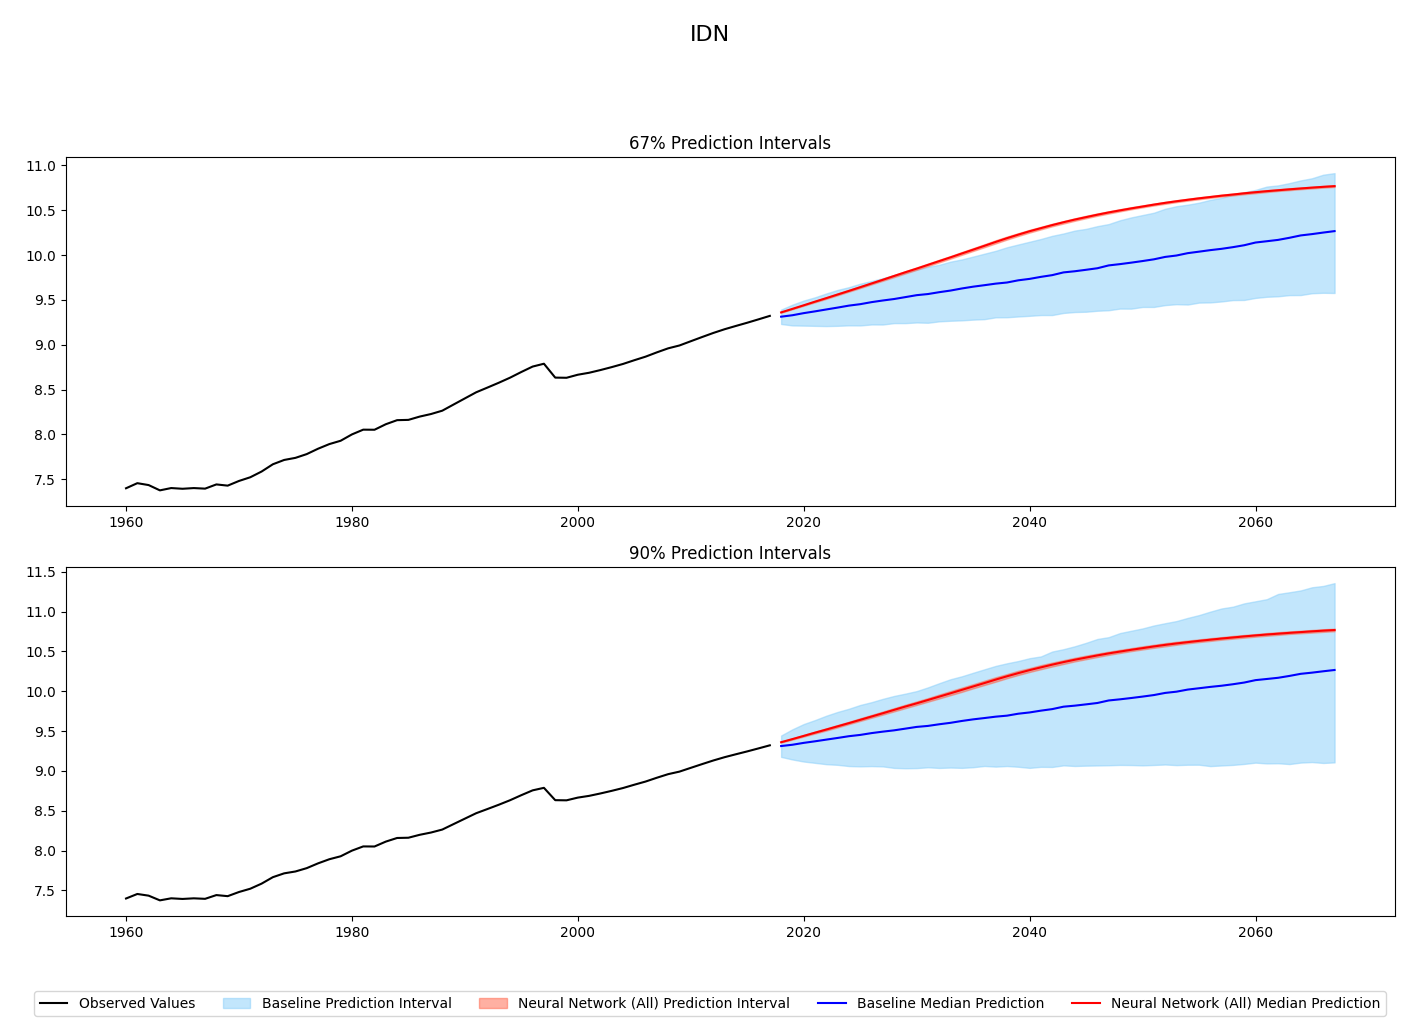 IDN
67% Prediction Intervals
11.0
10.5
10.0
9.5
9.0
8.5
8.0
7.5
1960 1980 2000 2020 2040 2060
90% Prediction Intervals
11.5
11.0
10.5
10.0
9.5
9.0
8.5
8.0
7.5
1960 1980 2000 2020 2040 2060
Observed Values Baseline Prediction Interval Neural Network (All) Prediction Interval Baseline Median Prediction Neural Network (All) Median Prediction